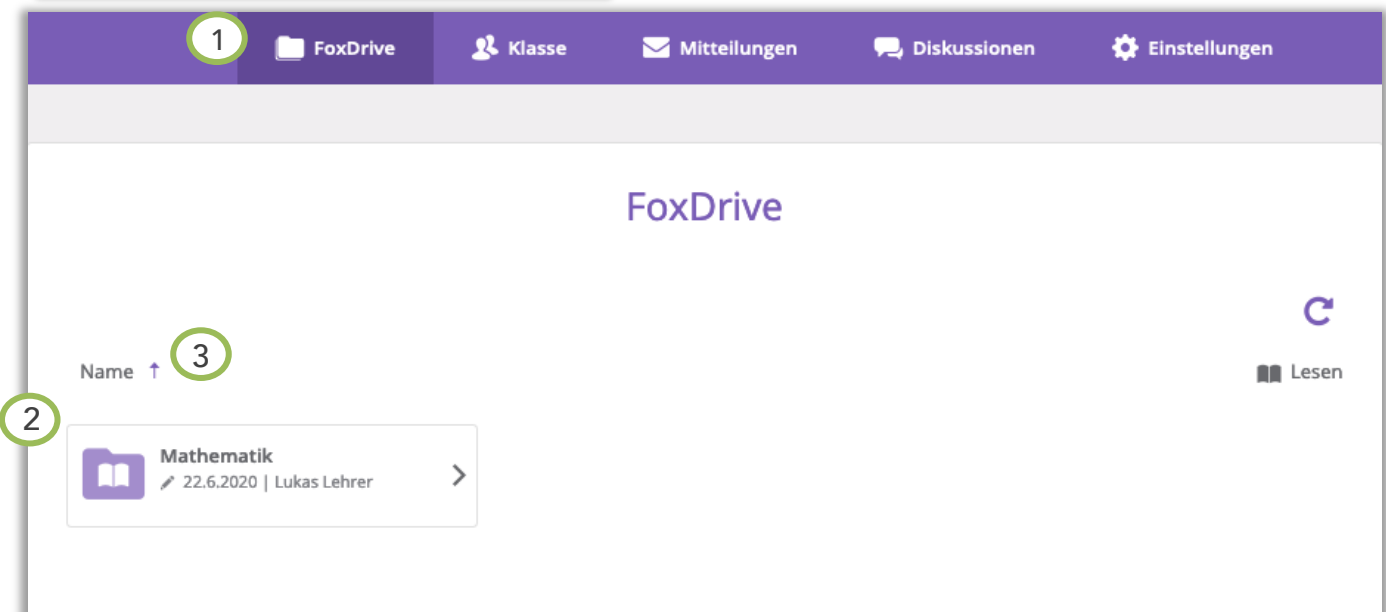 1 FoxDrive Klasse Mitteilungen Diskussionen Einstellungen
FoxDrive
3
Name ↑ Lesen
2
Mathematik
22.6.2020 | Lukas Lehrer